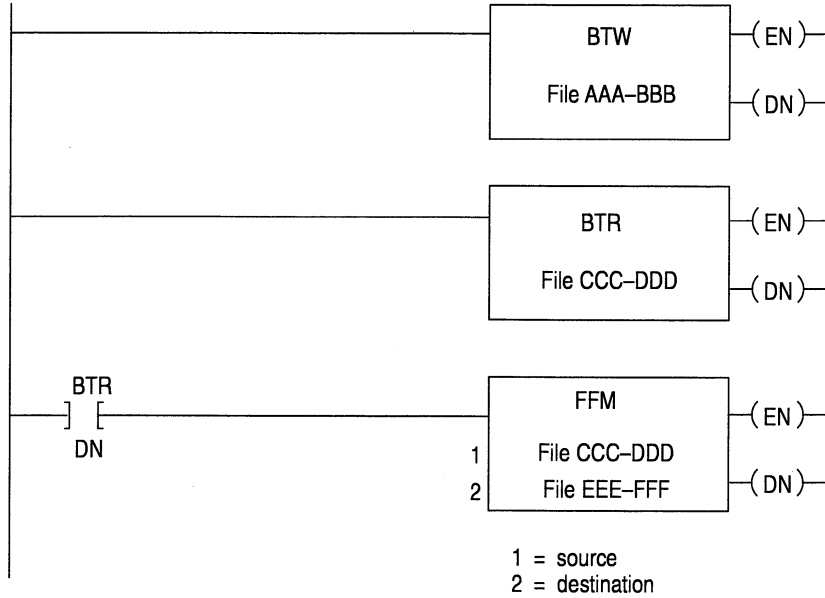 BTW
(EN)
File AAA–BBB
(DN)
BTR
(EN)
File CCC–DDD
(DN)
BTR
DN
FFM
(EN)
1 File CCC–DDD
2 File EEE–FFF
(DN)
1 = source
2 = destination